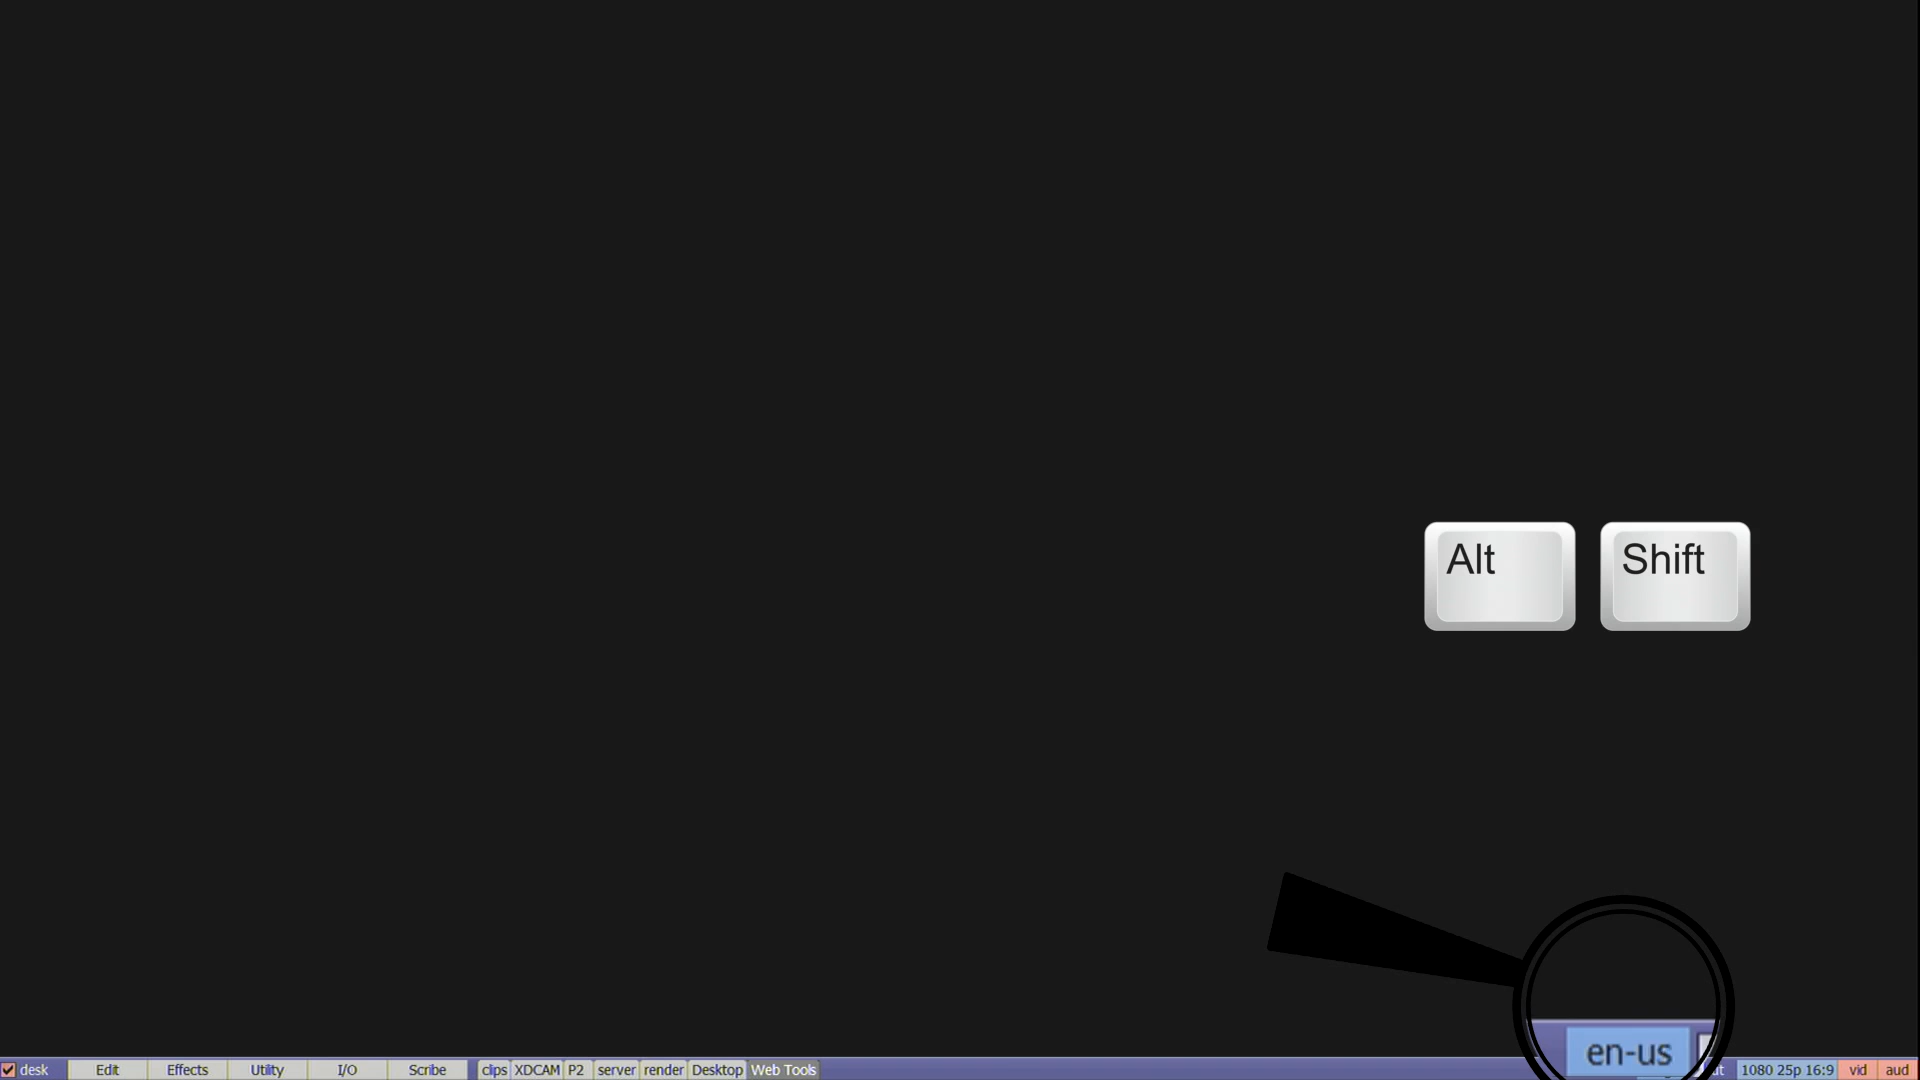 Alt Shift
en-us
desk Edit Effects Utility I/O Scribe clips XDCAM P2 server render Desktop Web Tools 1080 25p 16:9 vid aud